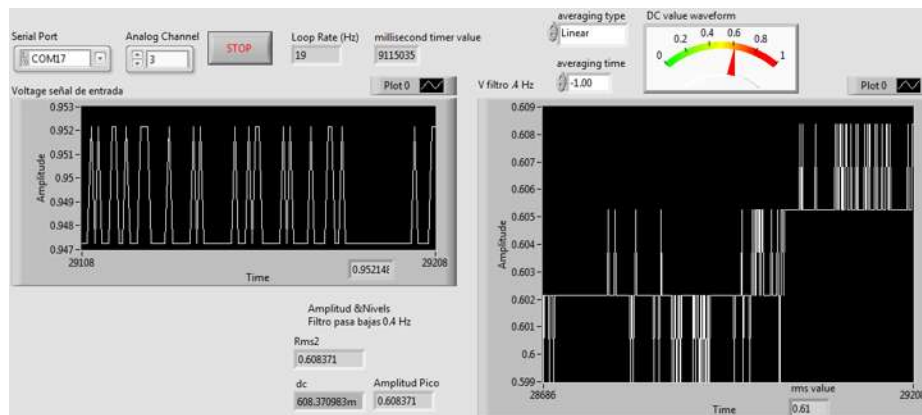 Serial Port
COM17
Analog Channel
3
STOP
Loop Rate (Hz)
19
millisecond timer value
9115035
averaging type
Linear
averaging time
-1.00
DC value waveform
0 0.2 0.4 0.6 0.8 1
Voltage señal de entrada
Plot 0
Amplitude
0.953
0.952
0.951
0.95
0.949
0.948
0.947
29108
29208
Time
0.952148
V filtro .4 Hz
Plot 0
Amplitude
0.609
0.608
0.607
0.606
0.605
0.604
0.603
0.602
0.601
0.6
0.599
28686
Time
rms value
0.61
Amplitud &Nivels
Filtro pasa bajas 0.4 Hz
Rms2
0.608371
dc
608.370983m
Amplitud Pico
0.608371